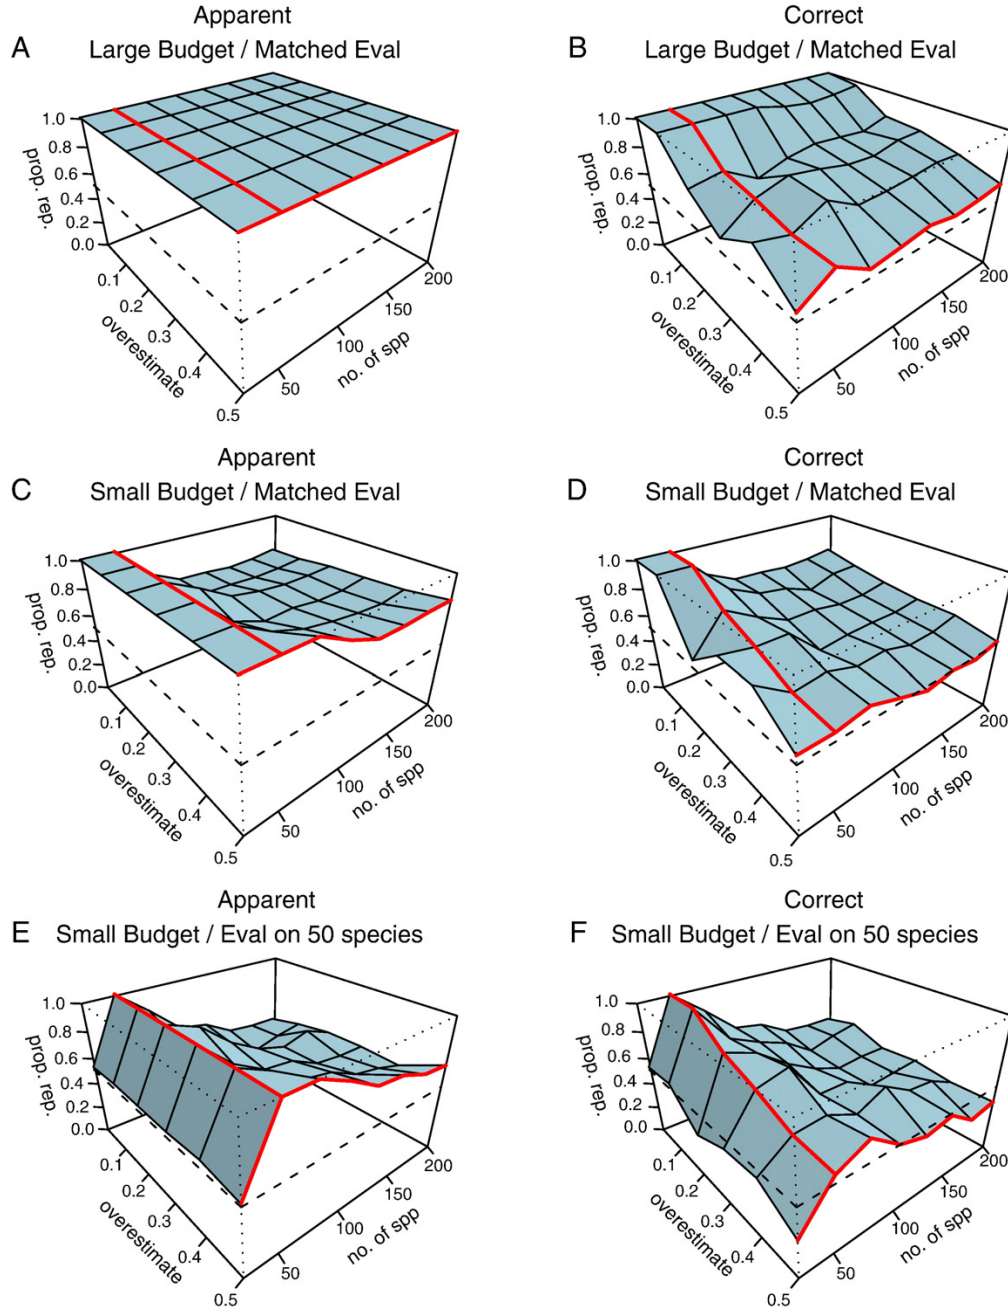 Apparent
A
Large Budget / Matched Eval
1.0
0.8
0.6
0.4
0.2
0.0
prop. rep.
0.1
0.2
0.3
0.4
0.5
overestimate
50
100
150
200
no. of spp
Correct
B
Large Budget / Matched Eval
1.0
0.8
0.6
0.4
0.2
0.0
prop. rep.
0.1
0.2
0.3
0.4
0.5
overestimate
50
100
150
200
no. of spp
Apparent
C
Small Budget / Matched Eval
1.0
0.8
0.6
0.4
0.2
0.0
prop. rep.
0.1
0.2
0.3
0.4
0.5
overestimate
50
100
150
200
no. of spp
Correct
D
Small Budget / Matched Eval
1.0
0.8
0.6
0.4
0.2
0.0
prop. rep.
0.1
0.2
0.3
0.4
0.5
overestimate
50
100
150
200
no. of spp
Apparent
E
Small Budget / Eval on 50 species
1.0
0.8
0.6
0.4
0.2
0.0
prop. rep.
0.1
0.2
0.3
0.4
0.5
overestimate
50
100
150
200
no. of spp
Correct
F
Small Budget / Eval on 50 species
1.0
0.8
0.6
0.4
0.2
0.0
prop. rep.
0.1
0.2
0.3
0.4
0.5
overestimate
50
100
150
200
no. of spp